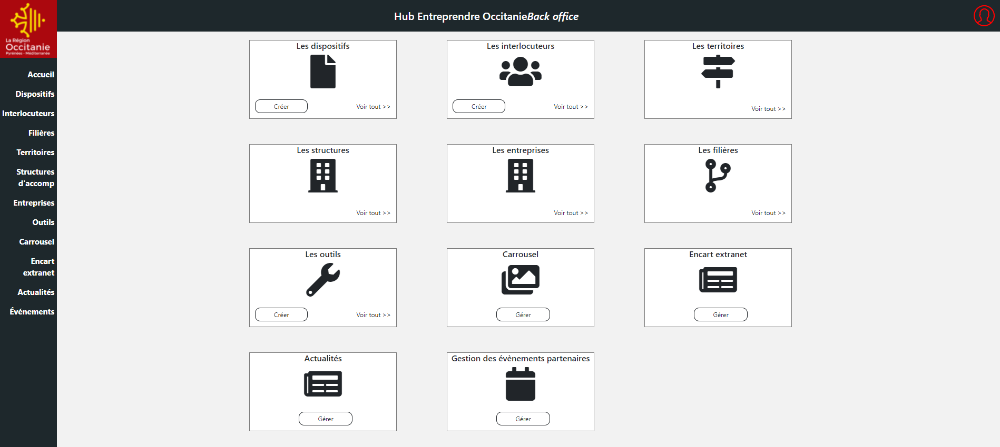 La Région
Occitanie
Pyrénées - Méditerranée
Hub Entreprendre OccitanieBack office
Accueil
Dispositifs
Interlocuteurs
Filières
Territoires
Structures
d'accomp
Entreprises
Outils
Carrousel
Encart
extranet
Actualités
Événements
Les dispositifs
Créer
Voir tout >>
Les interlocuteurs
Créer
Voir tout >>
Les territoires
Voir tout >>
Les structures
Voir tout >>
Les entreprises
Voir tout >>
Les filières
Voir tout >>
Les outils
Créer
Voir tout >>
Carrousel
Gérer
Encart extranet
Gérer
Actualités
Gérer
Gestion des évènements partenaires
Gérer